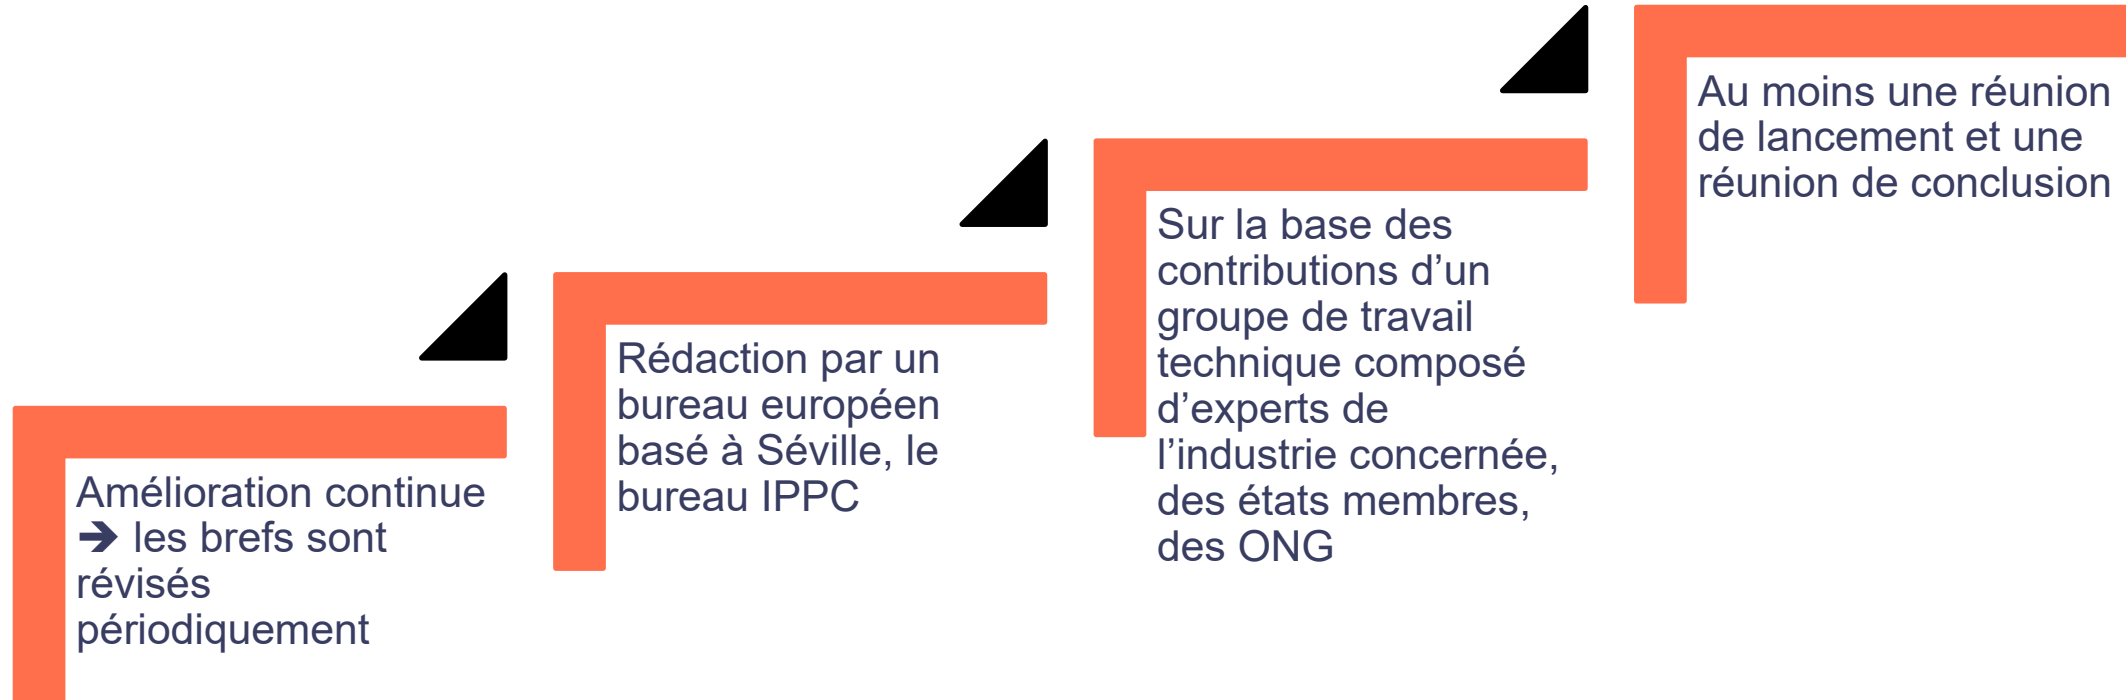 Amélioration continue
➔ les brefs sont
révisés
périodiquement
Rédaction par un
bureau européen
basé à Séville, le
bureau IPPC
Sur la base des
contributions d’un
groupe de travail
technique composé
d’experts de
l’industrie concernée,
des états membres,
des ONG
Au moins une réunion
de lancement et une
réunion de conclusion